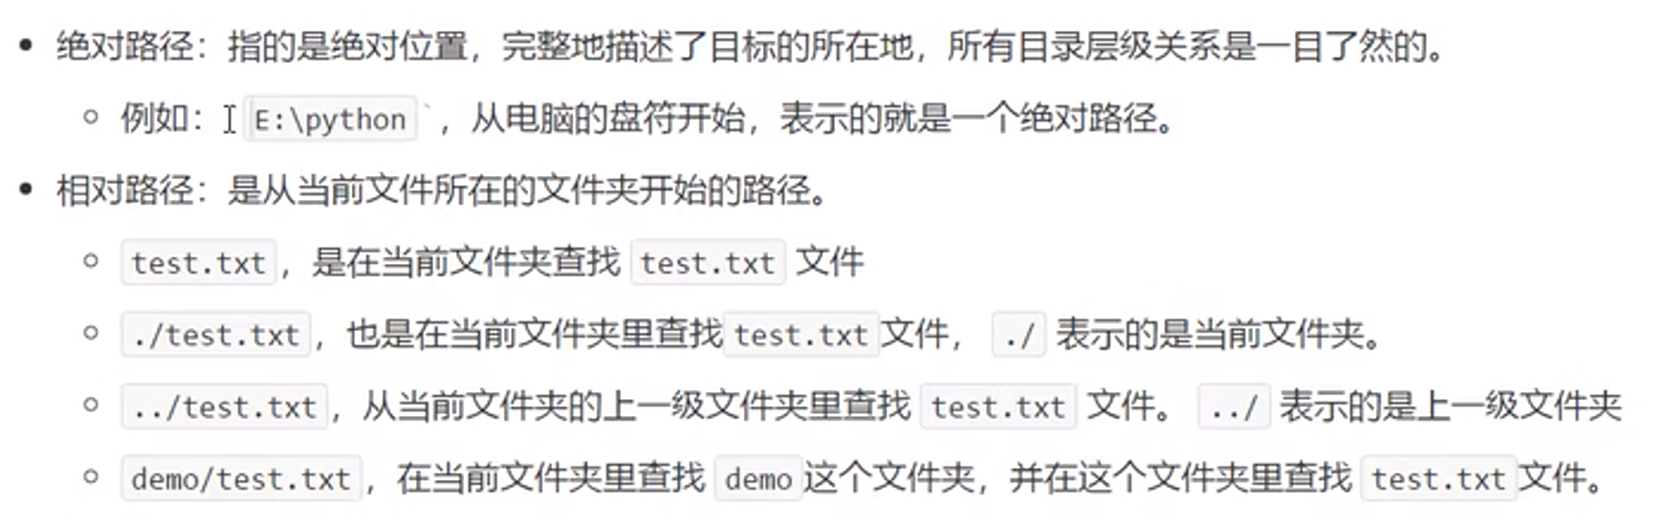 • 绝对路径：指的是绝对位置，完整地描述了目标的所在地，所有目录层级关系是一目了然的。
○ 例如： E:\python `，从电脑的盘符开始，表示的就是一个绝对路径。
• 相对路径：是从当前文件所在的文件夹开始的路径。
○ test.txt ，是在当前文件夹查找 test.txt 文件
○ ./test.txt ，也是在当前文件夹里查找 test.txt 文件， ./ 表示的是当前文件夹。
○ ../test.txt ，从当前文件夹的上一级文件夹里查找 test.txt 文件。 ../ 表示的是上一级文件夹
○ demo/test.txt ，在当前文件夹里查找 demo 这个文件夹，并在这个文件夹里查找 test.txt 文件。